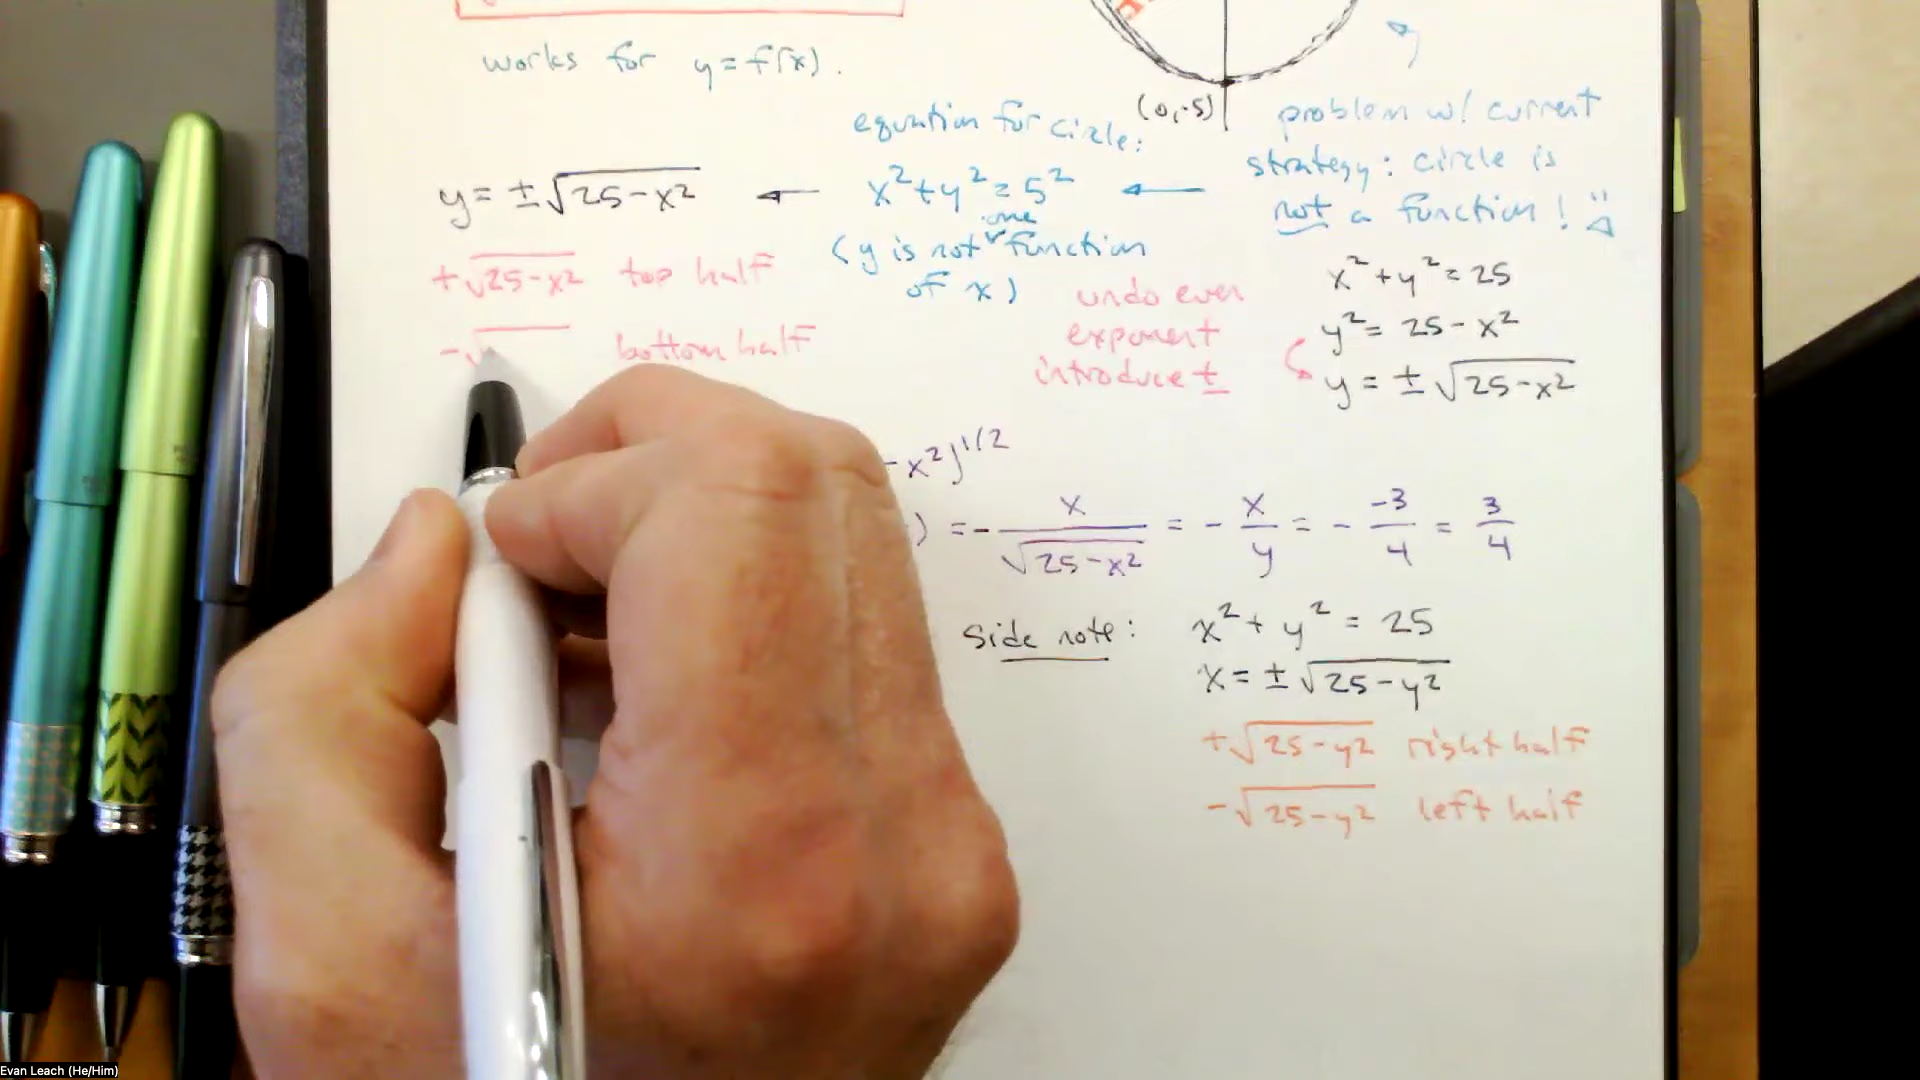 works for y = f(x).
(0,-5)
equation for circle:
x² + y² = 5²
(y is not one function
of x)
problem w/ current
strategy: circle is
not a function!
y = ±√25-x²
+√25-x² top half
-√ bottom half
undo even
exponent
introduce ±
x² + y² = 25
y² = 25 - x²
y = ± √25-x²
- x²)^1/2
) = - x/√25-x² = - x/y = - -3/4 = 3/4
Side note: x² + y² = 25
x = ± √25-y²
+√25-y² right half
-√25-y² left half
Evan Leach (He/Him)